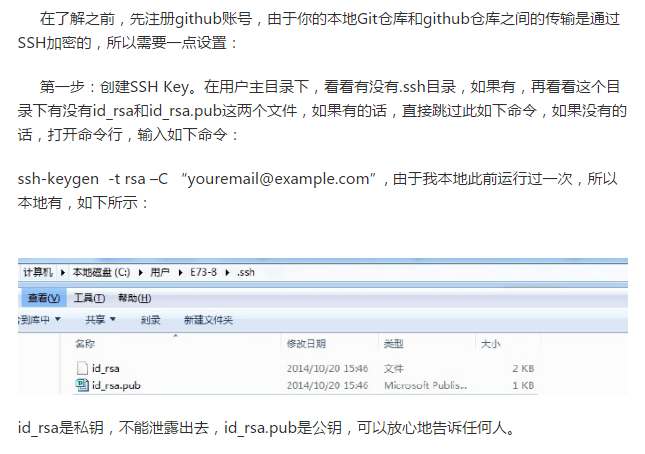 在了解之前，先注册github账号，由于你的本地Git仓库和github仓库之间的传输是通过
SSH加密的，所以需要一点设置：
第一步：创建SSH Key。在用户主目录下，看看有没有.ssh目录，如果有，再看看这个目
录下有没有id_rsa和id_rsa.pub这两个文件，如果有的话，直接跳过此如下命令，如果没有的
话，打开命令行，输入如下命令：
ssh-keygen -t rsa –C “youremail@example.com”, 由于我本地此前运行过一次，所以
本地有，如下所示：
计算机 ▸ 本地磁盘 (C:) ▸ 用户 ▸ E73-8 ▸ .ssh
查看(V) 工具(T) 帮助(H)
到库中 ▼ 共享 ▼ 刻录 新建文件夹
名称 修改日期 类型 大小
id_rsa 2014/10/20 15:46 文件 2 KB
id_rsa.pub 2014/10/20 15:46 Microsoft Publis... 1 KB
id_rsa是私钥，不能泄露出去，id_rsa.pub是公钥，可以放心地告诉任何人。